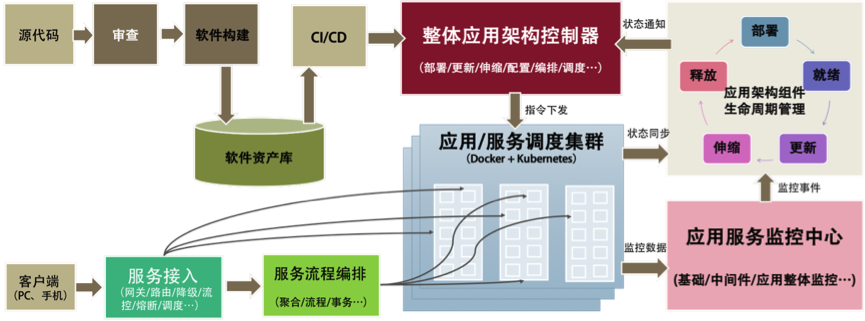 源代码
审查
软件构建
CI/CD
整体应用架构控制器
（部署/更新/伸缩/配置/编排/调度…）
状态通知
部署
释放
就绪
应用架构组件
生命周期管理
伸缩
更新
指令下发
软件资产库
应用/服务调度集群
（Docker + Kubernetes）
状态同步
监控事件
客户端
（PC、手机）
服务接入
（网关/路由/降级/流
控/熔断/调度…）
服务流程编排
（聚合/流程/事务…）
监控数据
应用服务监控中心
（基础/中间件/应用整体监控…）